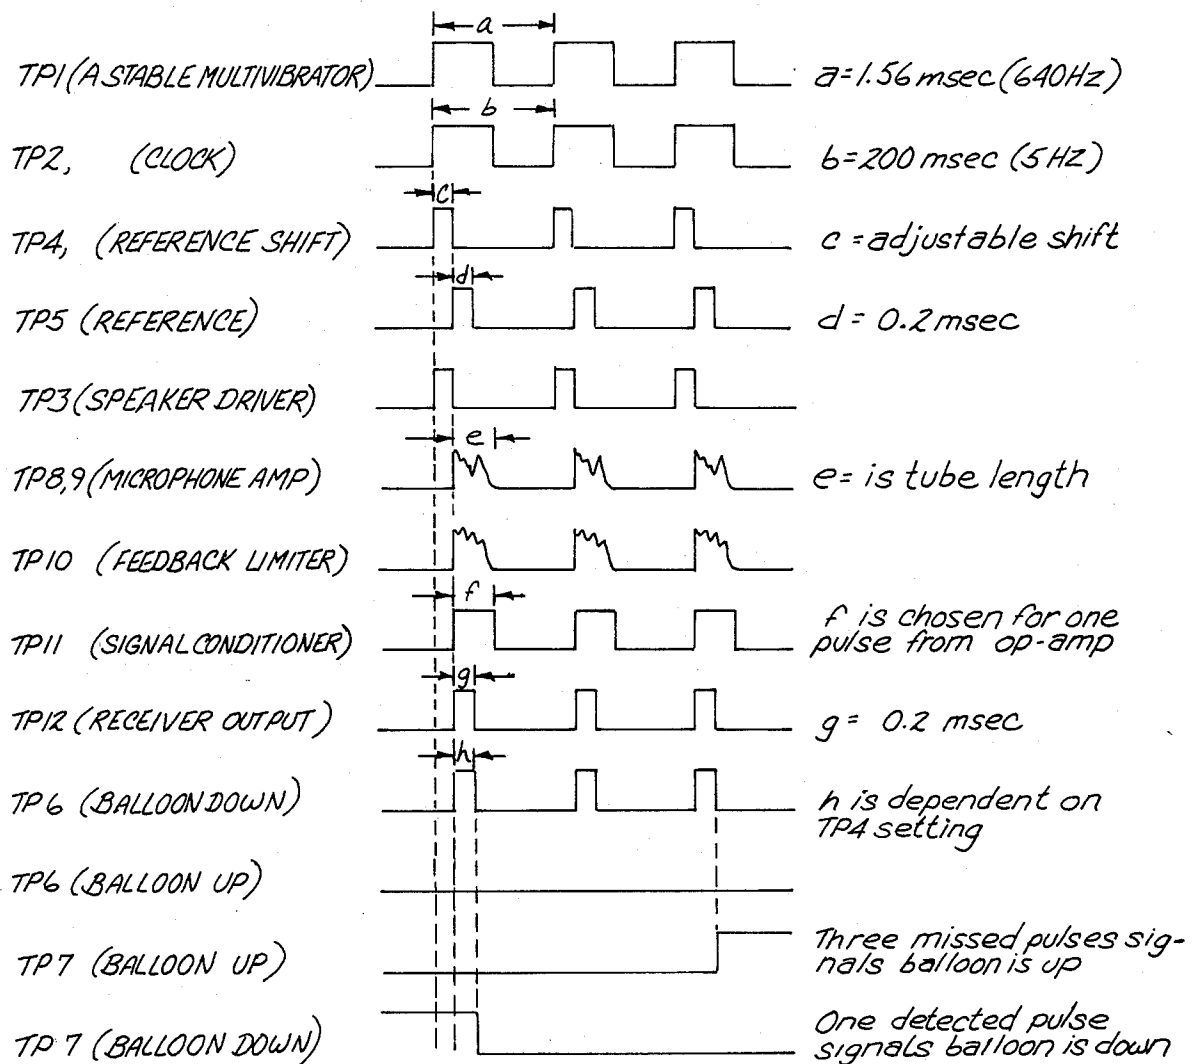 a
TP1 (ASTABLE MULTIVIBRATOR) a=1.56 msec (640Hz)
b
TP2, (CLOCK) b=200 msec (5 HZ)
c
TP4, (REFERENCE SHIFT) c = adjustable shift
d
TP5 (REFERENCE) d = 0.2 msec
TP3 (SPEAKER DRIVER)
e
TP8,9 (MICROPHONE AMP) e= is tube length
TP10 (FEEDBACK LIMITER)
f
f is chosen for one
TP11 (SIGNAL CONDITIONER) pulse from op-amp
g
TP12 (RECEIVER OUTPUT) g = 0.2 msec
h
TP6 (BALLOON DOWN) h is dependent on
TP4 setting
TP6 (BALLOON UP)
Three missed pulses sig-
TP7 (BALLOON UP) nals balloon is up
One detected pulse
TP 7 (BALLOON DOWN) signals balloon is down